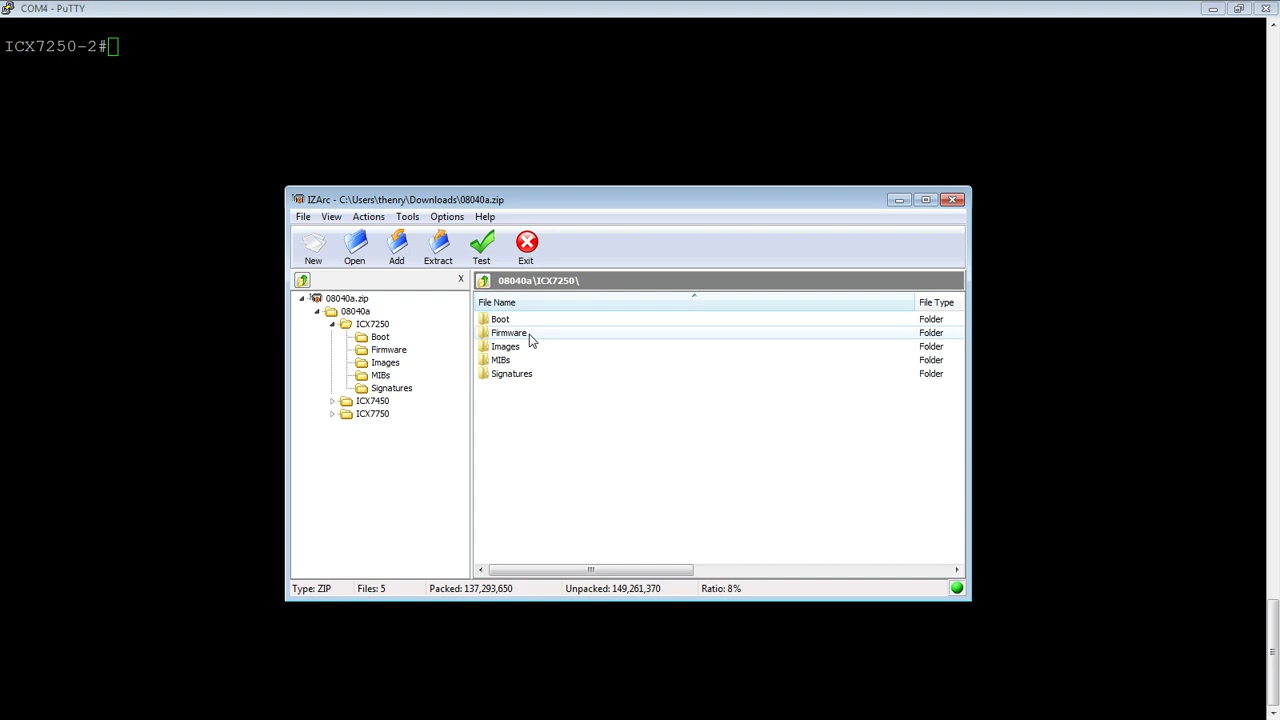 COM4 - PuTTY
ICX7250-2#
IZArc - C:\Users\thenry\Downloads\08040a.zip
File View Actions Tools Options Help
New Open Add Extract Test Exit
X
08040a\ICX7250\
08040a.zip
08040a
ICX7250
Boot
Firmware
Images
MIBs
Signatures
ICX7450
ICX7750
File Name File Type
Boot Folder
Firmware Folder
Images Folder
MIBs Folder
Signatures Folder
Type: ZIP Files: 5 Packed: 137,293,650 Unpacked: 149,261,370 Ratio: 8%